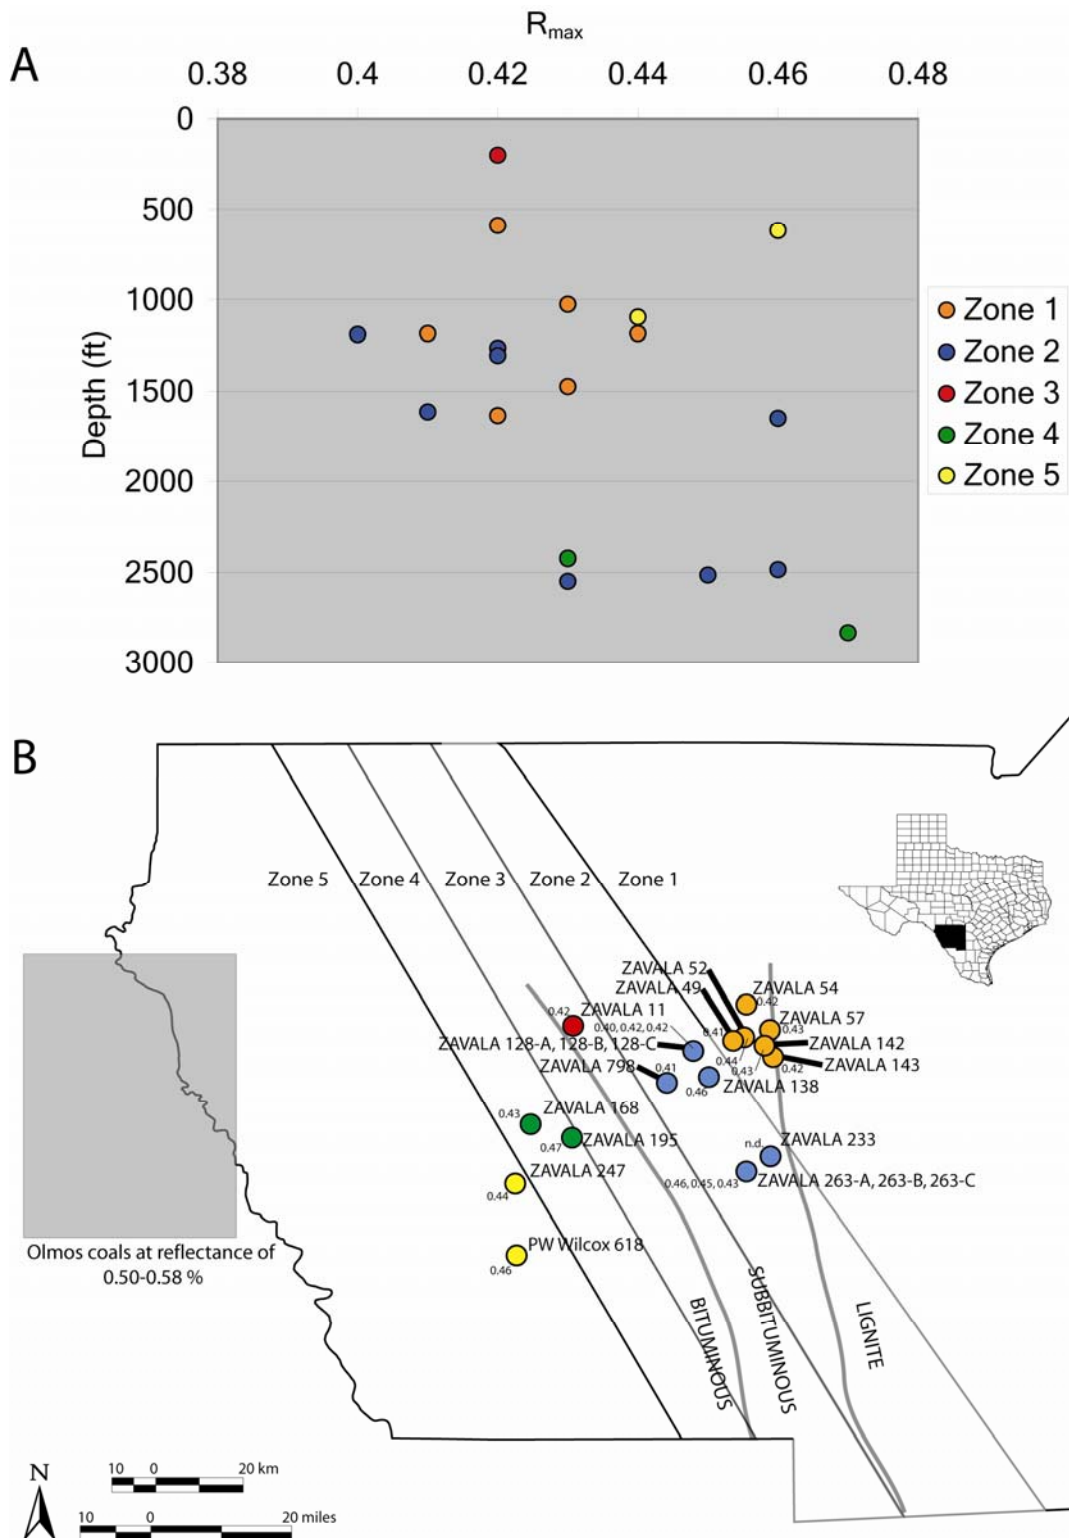 R_max
A
0.38 0.4 0.42 0.44 0.46 0.48
0
500
1000
1500
2000
2500
3000
Depth (ft)
Zone 1
Zone 2
Zone 3
Zone 4
Zone 5
B
Zone 5 Zone 4 Zone 3 Zone 2 Zone 1
ZAVALA 52
ZAVALA 49
ZAVALA 54
0.42
0.42
ZAVALA 11
0.40, 0.42, 0.42
0.41
ZAVALA 57
0.43
ZAVALA 128-A, 128-B, 128-C
0.44
0.43
ZAVALA 142
ZAVALA 143
0.42
ZAVALA 798
0.41
0.46
ZAVALA 138
ZAVALA 168
0.43
ZAVALA 195
0.47
n.d.
ZAVALA 233
ZAVALA 247
0.44
0.46, 0.45, 0.43
ZAVALA 263-A, 263-B, 263-C
PW Wilcox 618
0.46
Olmos coals at reflectance of
0.50-0.58 %
BITUMINOUS
SUBBITUMINOUS
LIGNITE
N
10 0 20 km
10 0 20 miles